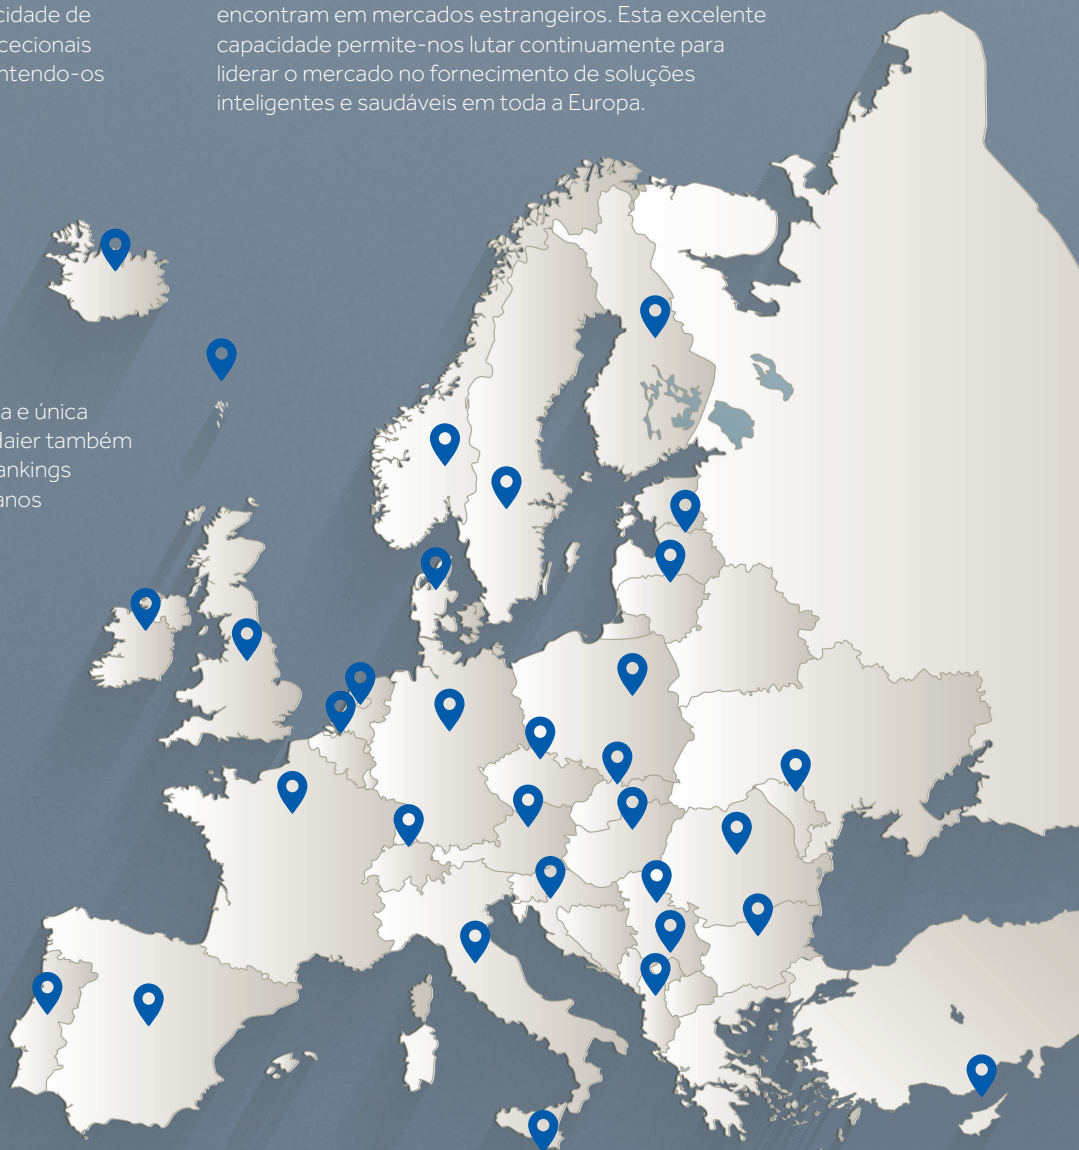 cidade de
cecionais
ntendo-os
encontram em mercados estrangeiros. Esta excelente
capacidade permite-nos lutar continuamente para
liderar o mercado no fornecimento de soluções
inteligentes e saudáveis em toda a Europa.
a e única
aier também
ankings
anos